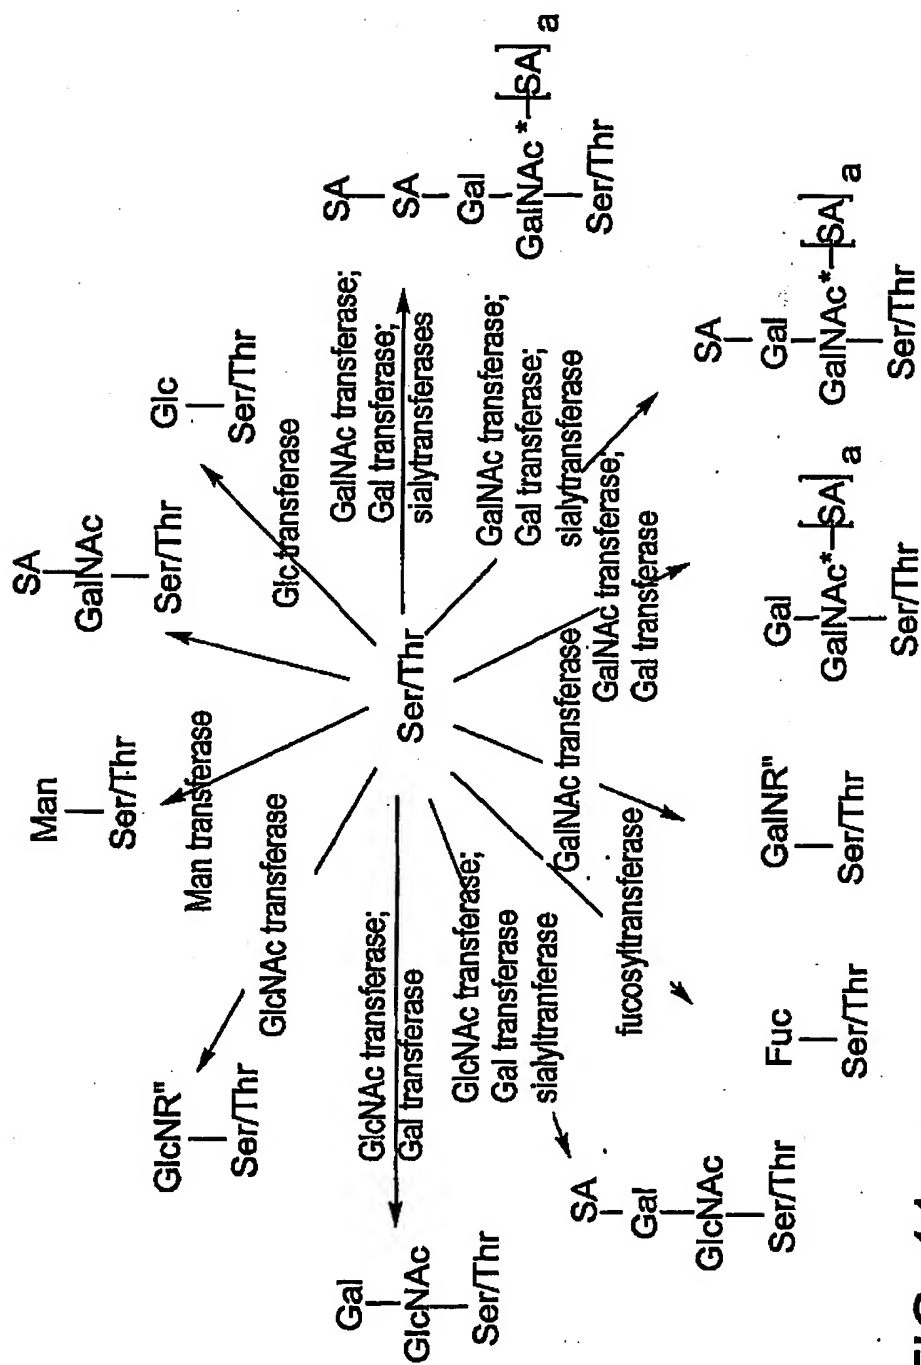 Man
Ser/Thr
SA
GalNAc
Ser/Thr
Glc
Ser/Thr
GlcNR"
Ser/Thr
Man transferase
GlcNAc transferase
Glc transferase
SA
SA
Gal
GalNAc*-[SA]a
Ser/Thr
GalNAc transferase;
Gal transferase;
sialytransferases
Gal
GlcNAc
Ser/Thr
GlcNAc transferase;
Gal transferase
Ser/Thr
GlcNAc transferase;
Gal transferase
sialyltranferase
GalNAc transferase;
Gal transferase;
sialytransferase
SA
Gal
GlcNAc
Ser/Thr
fucosyltransferase
GalNAc transferase
GalNAc transferase;
Gal transferase
Fuc
Ser/Thr
GalNR"
Ser/Thr
Gal
GalNAc*-[SA]a
Ser/Thr
SA
Gal
GalNAc*-[SA]a
Ser/Thr